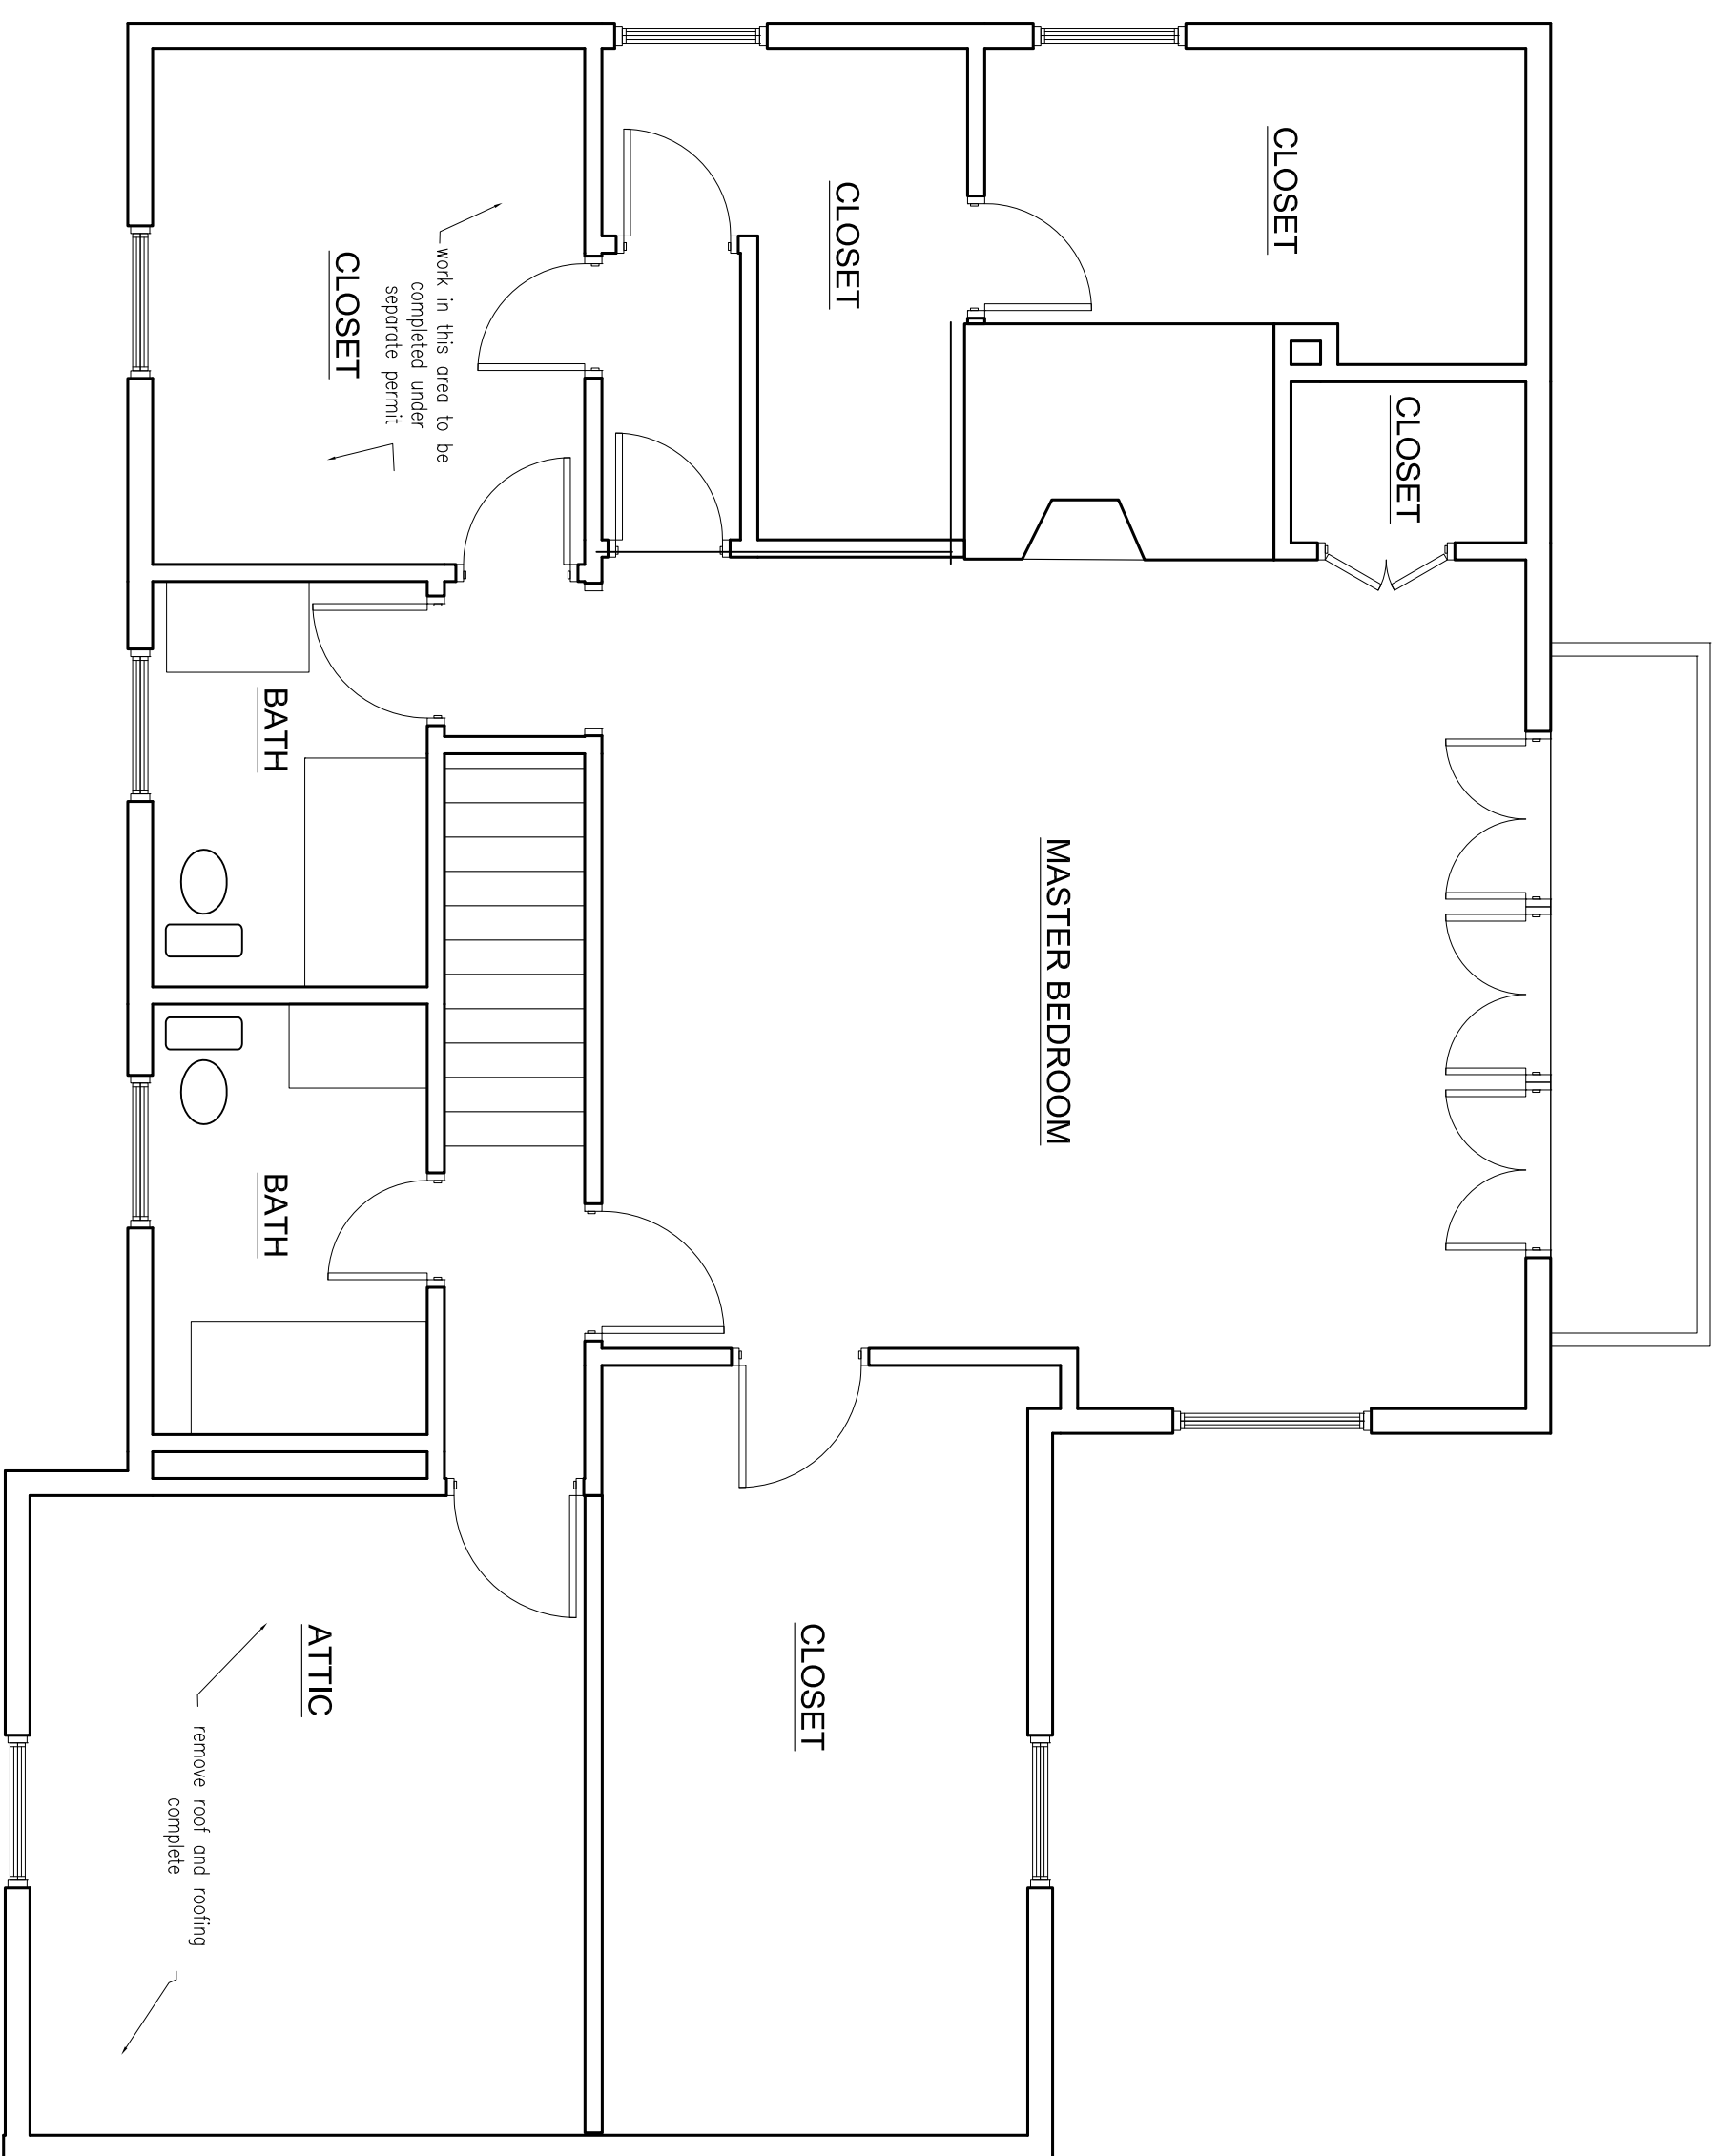 CLOSET
CLOSET
CLOSET
CLOSET
work in this area to be
completed under
separate permit
MASTER BEDROOM
BATH
BATH
CLOSET
ATTIC
remove roof and roofing
complete